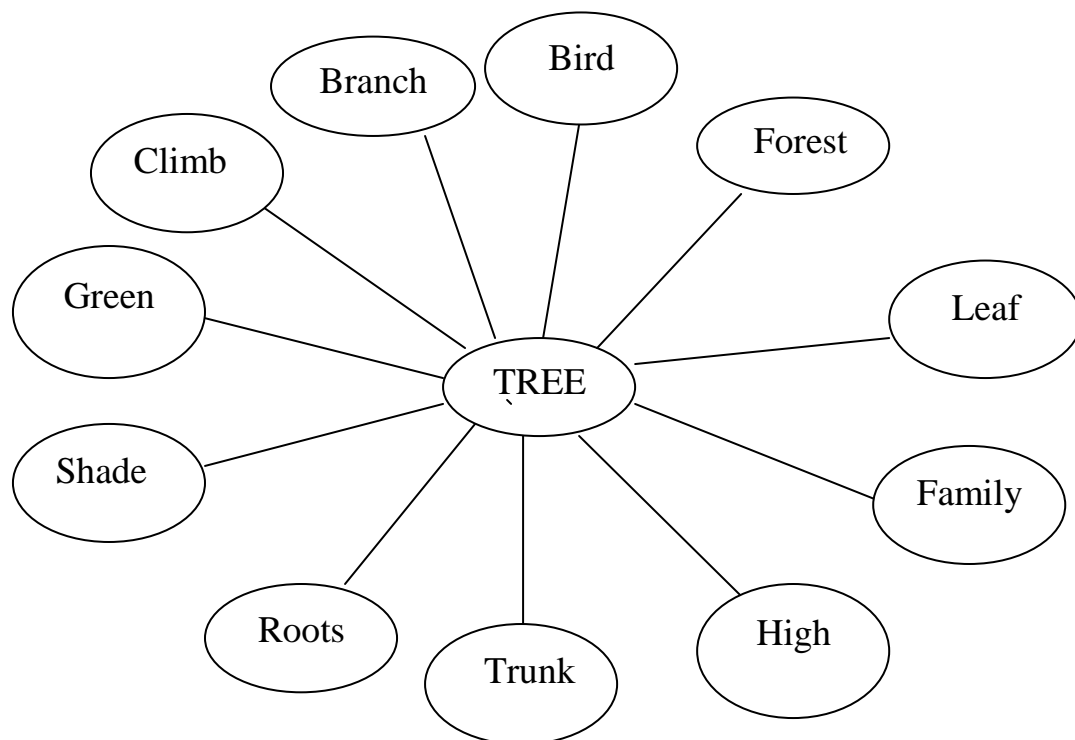 Bird
Branch
Forest
Climb
Green
Leaf
TREE
Shade
Family
Roots
High
Trunk